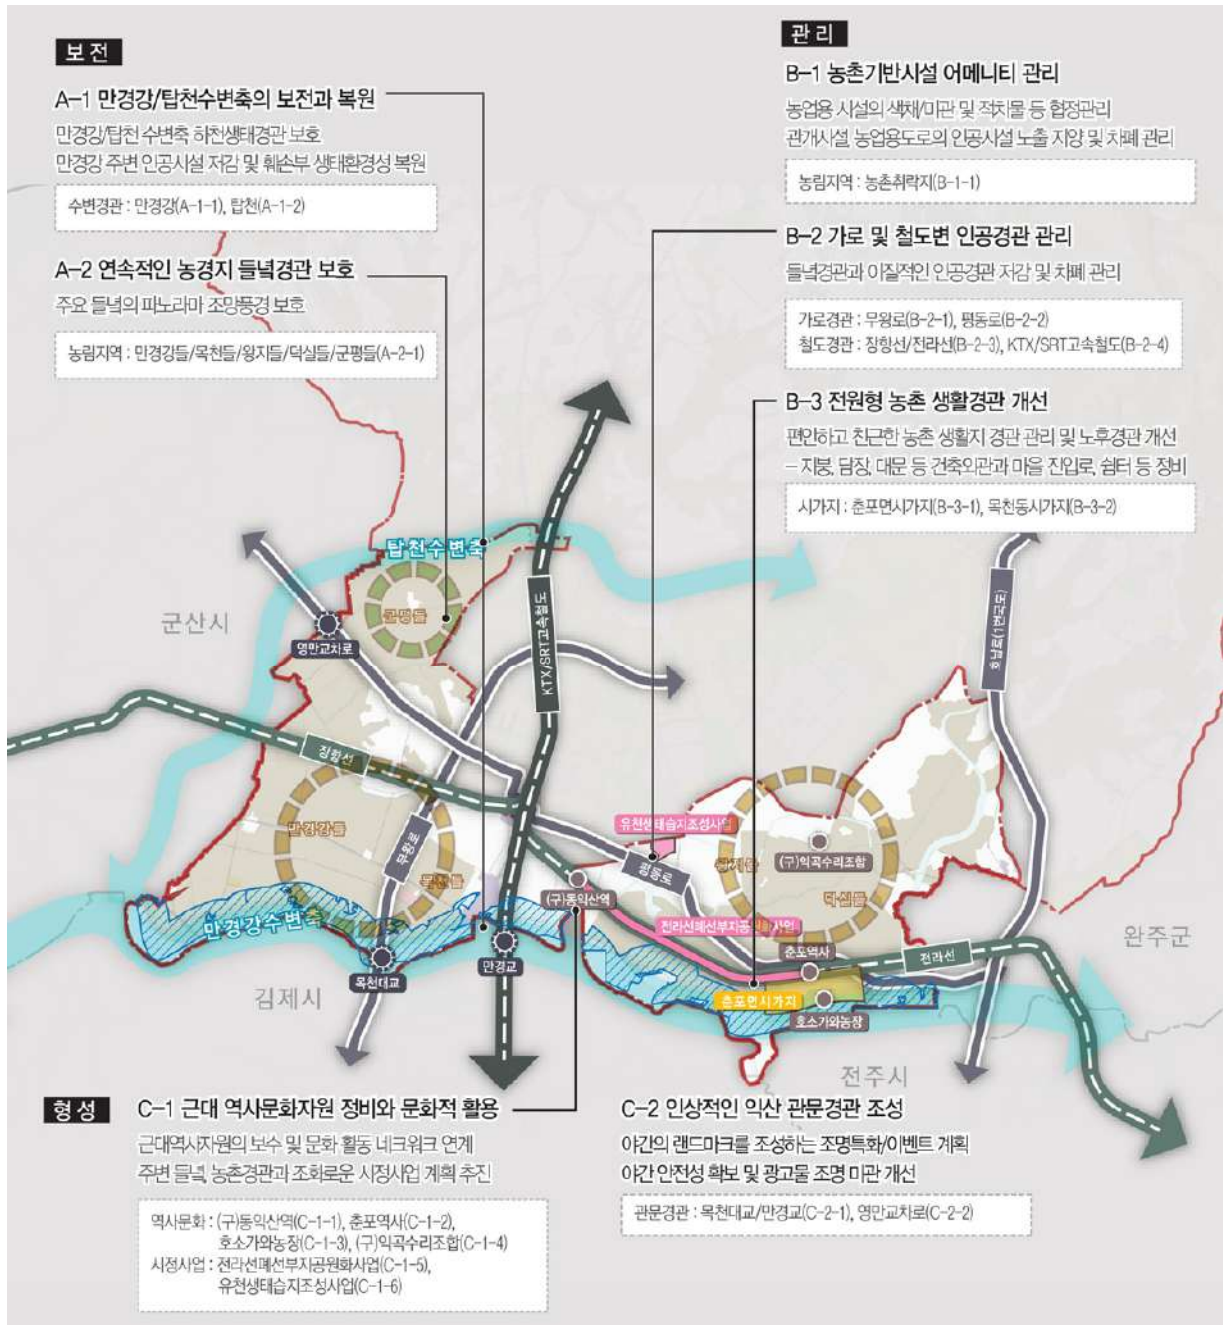 보전
A-1 만경강/탑천수변축의 보전과 복원
만경강/탑천 수변축 하천생태경관 보호
만경강 주변 인공시설 저감 및 훼손부 생태환경성 복원
수변경관 : 만경강(A-1-1), 탑천(A-1-2)
A-2 연속적인 농경지 들녘경관 보호
주요 들녘의 파노라마 조망풍경 보호
농림지역 : 만경강들/목천들/왕지들/덕실들/군평들(A-2-1)
관리
B-1 농촌기반시설 어메니티 관리
농업용 시설의 색채/미관 및 적치물 등 협정관리
관개시설, 농업용도로의 인공시설 노출 지양 및 차폐 관리
농림지역 : 농촌취락지(B-1-1)
B-2 가로 및 철도변 인공경관 관리
들녘경관과 이질적인 인공경관 저감 및 차폐 관리
가로경관 : 무왕로(B-2-1), 평동로(B-2-2)
철도경관 : 장항선/전라선(B-2-3), KTX/SRT고속철도(B-2-4)
B-3 전원형 농촌 생활경관 개선
편안하고 친근한 농촌 생활지 경관 관리 및 노후경관 개선
– 지붕, 담장, 대문 등 건축외관과 마을 진입로, 쉼터 등 정비
시가지 : 춘포면시가지(B-3-1), 목천동시가지(B-3-2)
탑천수변축
군산시
군평들
영만교차로
KTX/SRT고속철도
호남로(1번국도)
장항선
만경강들
무왕로
목천들
유천생태습지조성사업
평동로
왕지들
(구)익곡수리조합
덕실들
(구)동익산역
전라선폐선부지공원화사업
만경강수변축
춘포역사
전라선
완주군
목천대교
만경교
김제시
춘포면시가지
호소가와농장
전주시
형성
C-1 근대 역사문화자원 정비와 문화적 활용
근대역사자원의 보수 및 문화 활동 네크워크 연계
주변 들녘, 농촌경관과 조화로운 시정사업 계획 추진
역사문화 : (구)동익산역(C-1-1), 춘포역사(C-1-2),
호소가와농장(C-1-3), (구)익곡수리조합(C-1-4)
시정사업 : 전라선폐선부지공원화사업(C-1-5),
유천생태습지조성사업(C-1-6)
C-2 인상적인 익산 관문경관 조성
야간의 랜드마크를 조성하는 조명특화/이벤트 계획
야간 안전성 확보 및 광고물 조명 미관 개선
관문경관 : 목천대교/만경교(C-2-1), 영만교차로(C-2-2)